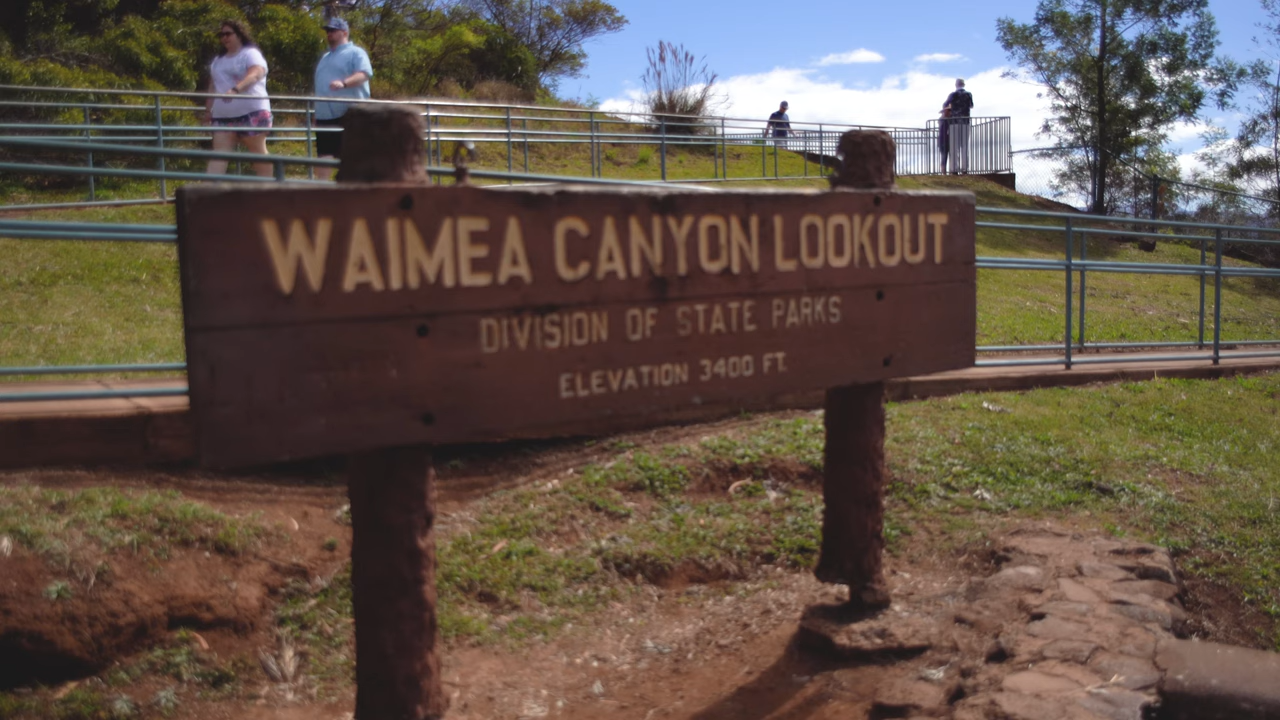 WAIMEA CANYON LOOKOUT
DIVISION OF STATE PARKS
ELEVATION 3400 FT.